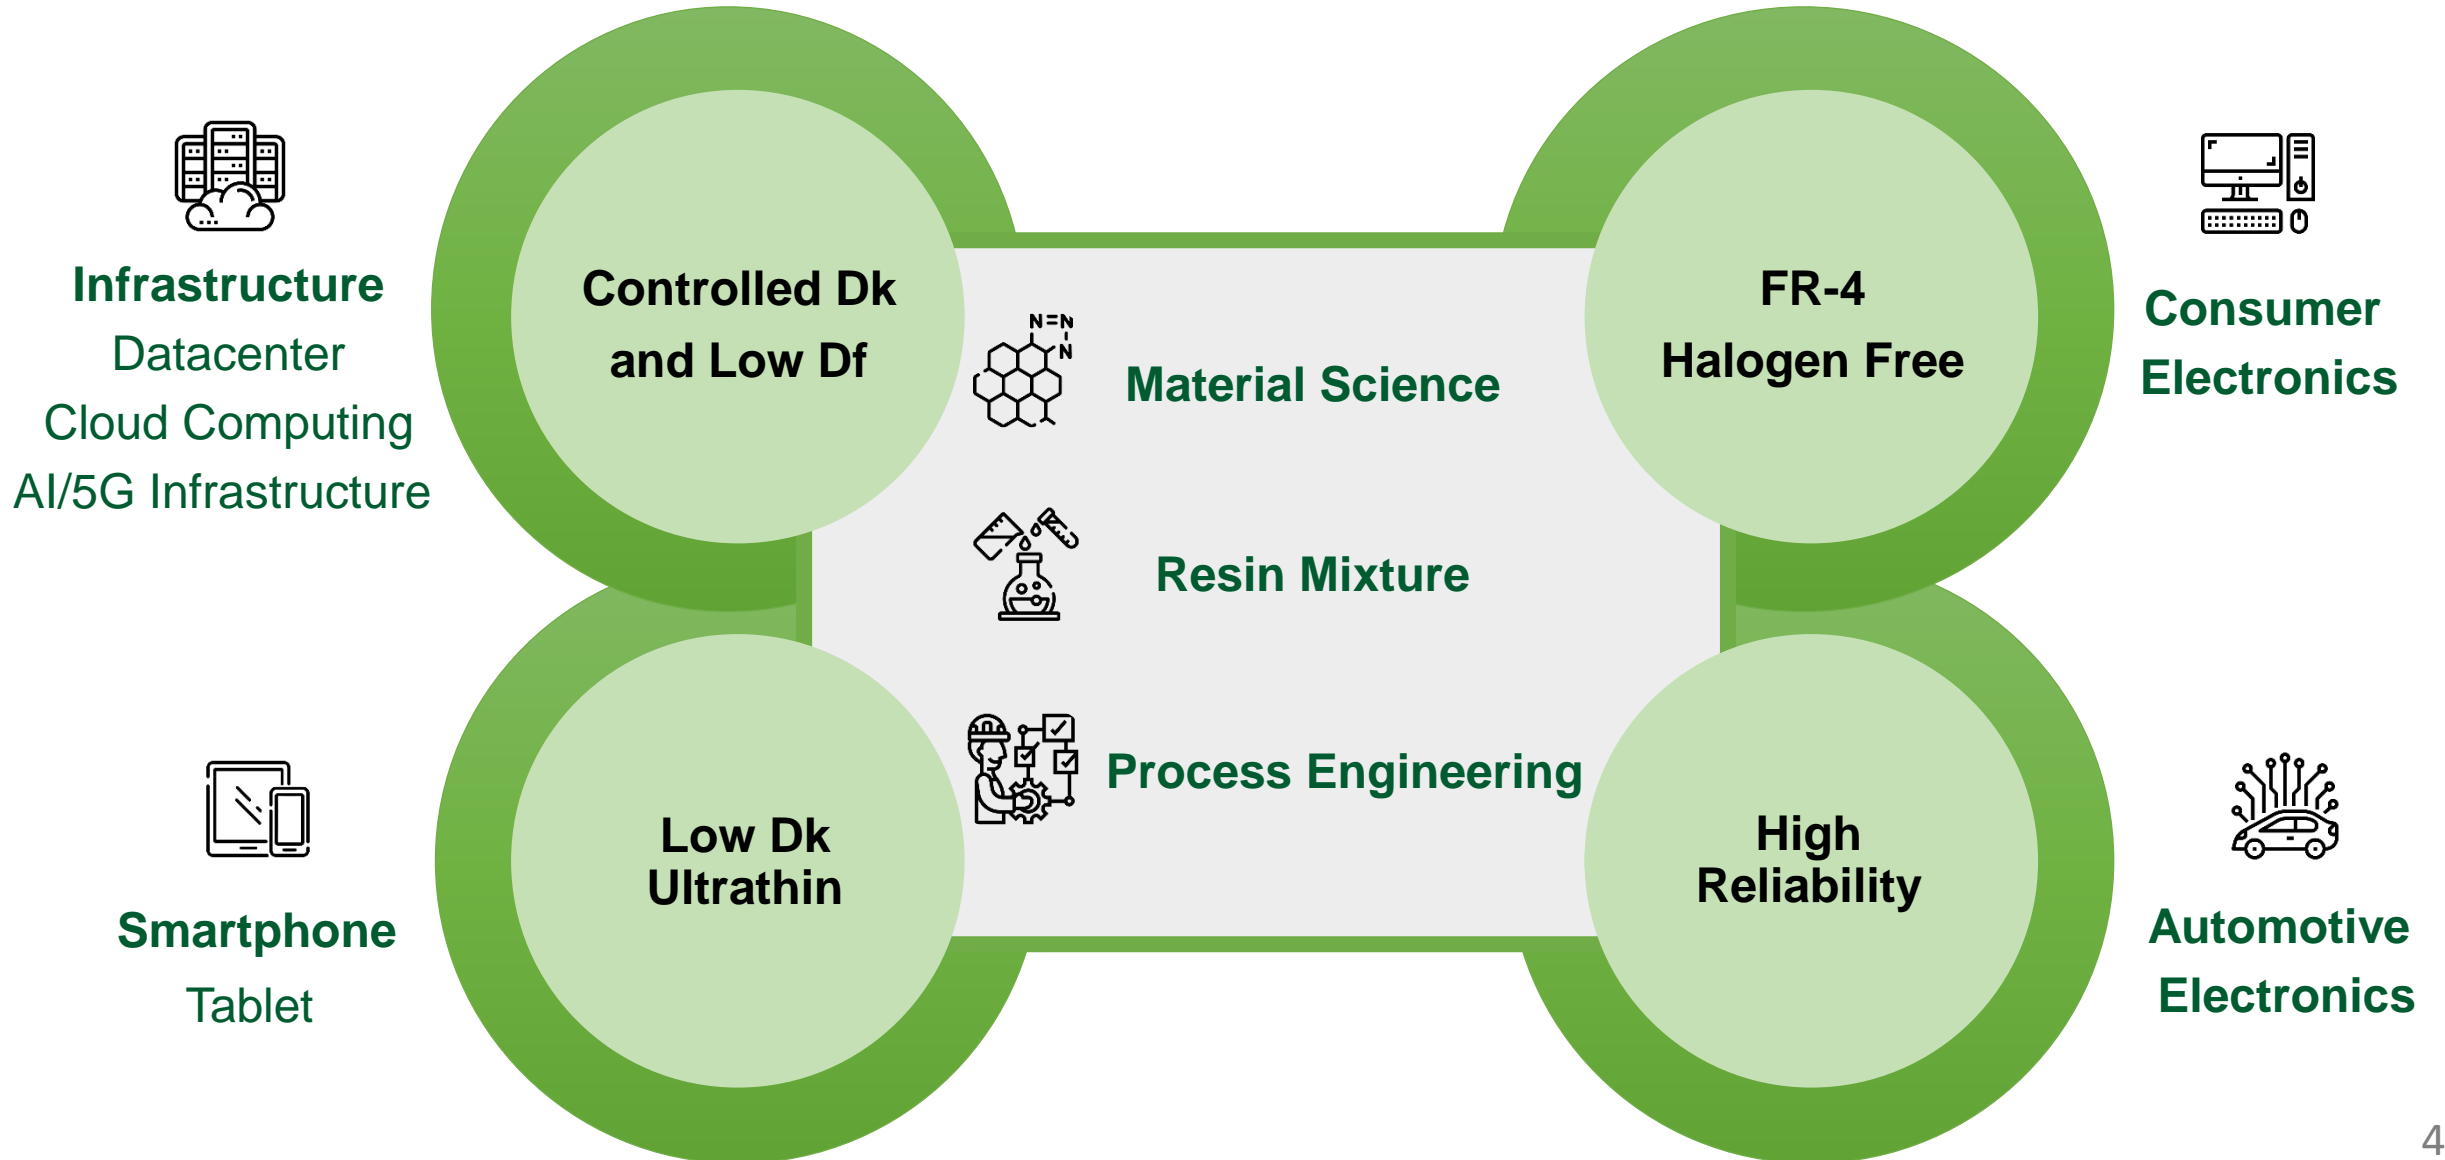 Infrastructure
Datacenter
Cloud Computing
AI/5G Infrastructure
Controlled Dk
and Low Df
N=N
N
Material Science
Resin Mixture
Process Engineering
FR-4
Halogen Free
Consumer
Electronics
Smartphone
Tablet
Low Dk
Ultrathin
High
Reliability
Automotive
Electronics
4